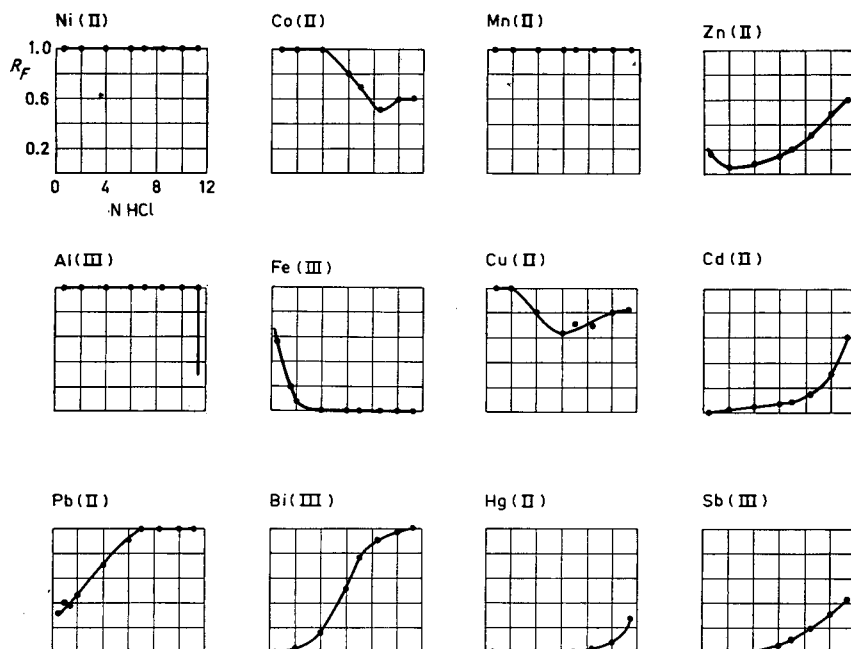 Ni (II) Co (II) Mn (II) Zn (II)
1.0
RF
0.6
0.2
0 4 8 12
N HCl
Al (III) Fe (III) Cu (II) Cd (II)
Pb (II) Bi (III) Hg (II) Sb (III)